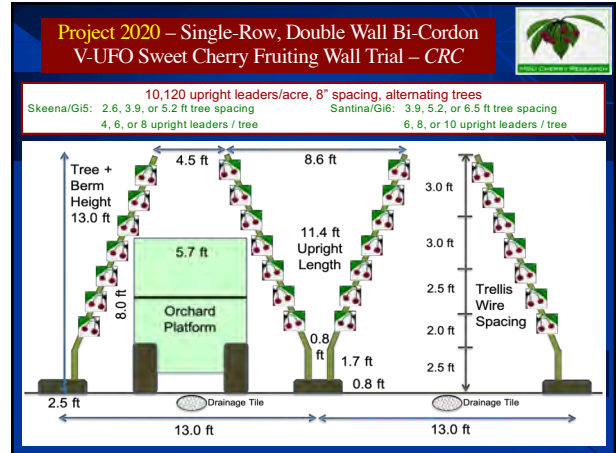 Project 2020 – Single-Row, Double Wall Bi-Cordon
V-UFO Sweet Cherry Fruiting Wall Trial – CRC
MSU Cherry Research
10,120 upright leaders/acre, 8” spacing, alternating trees
Skeena/Gi5: 2.6, 3.9, or 5.2 ft tree spacing
4, 6, or 8 upright leaders / tree
Santina/Gi6: 3.9, 5.2, or 6.5 ft tree spacing
6, 8, or 10 upright leaders / tree
4.5 ft
8.6 ft
Tree +
Berm
Height
13.0 ft
3.0 ft
3.0 ft
2.5 ft
2.0 ft
2.5 ft
11.4 ft
Upright
Length
Trellis
Wire
Spacing
5.7 ft
8.0 ft
Orchard
Platform
0.8
ft
1.7 ft
0.8 ft
2.5 ft
Drainage Tile
Drainage Tile
13.0 ft
13.0 ft